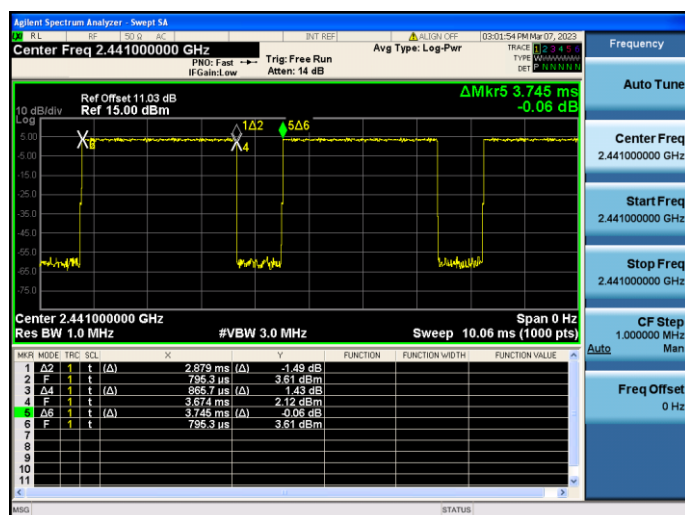 Agilent Spectrum Analyzer - Swept SA
RL RF 50 Ω AC INT REF ALIGN OFF 03:01:54 PM Mar 07, 2023
Center Freq 2.441000000 GHz
PNO: Fast
IFGain:Low
Trig: Free Run
Atten: 14 dB
Avg Type: Log-Pwr
TRACE 1 2 3 4 5 6
TYPE
DET P N N N N N
Ref Offset 11.03 dB
10 dB/div Ref 15.00 dBm
ΔMkr5 3.745 ms
-0.06 dB
Log
5.00
-5.00
-15.0
-25.0
-35.0
-45.0
-55.0
-65.0
-75.0
1Δ2
5Δ6
4
Center 2.441000000 GHz Span 0 Hz
Res BW 1.0 MHz #VBW 3.0 MHz Sweep 10.06 ms (1000 pts)
MKR MODE TRC SCL X Y FUNCTION FUNCTION WIDTH FUNCTION VALUE
1 Δ2 1 t (Δ) 2.879 ms (Δ) -1.49 dB
2 F 1 t 795.3 µs 3.61 dBm
3 Δ4 1 t (Δ) 865.7 µs (Δ) 1.43 dB
4 F 1 t 3.674 ms 2.12 dBm
5 Δ6 1 t (Δ) 3.745 ms (Δ) -0.06 dB
6 F 1 t 795.3 µs 3.61 dBm
7
8
9
10
11
MSG STATUS
Frequency
Auto Tune
Center Freq
2.441000000 GHz
Start Freq
2.441000000 GHz
Stop Freq
2.441000000 GHz
CF Step
1.000000 MHz
Auto Man
Freq Offset
0 Hz